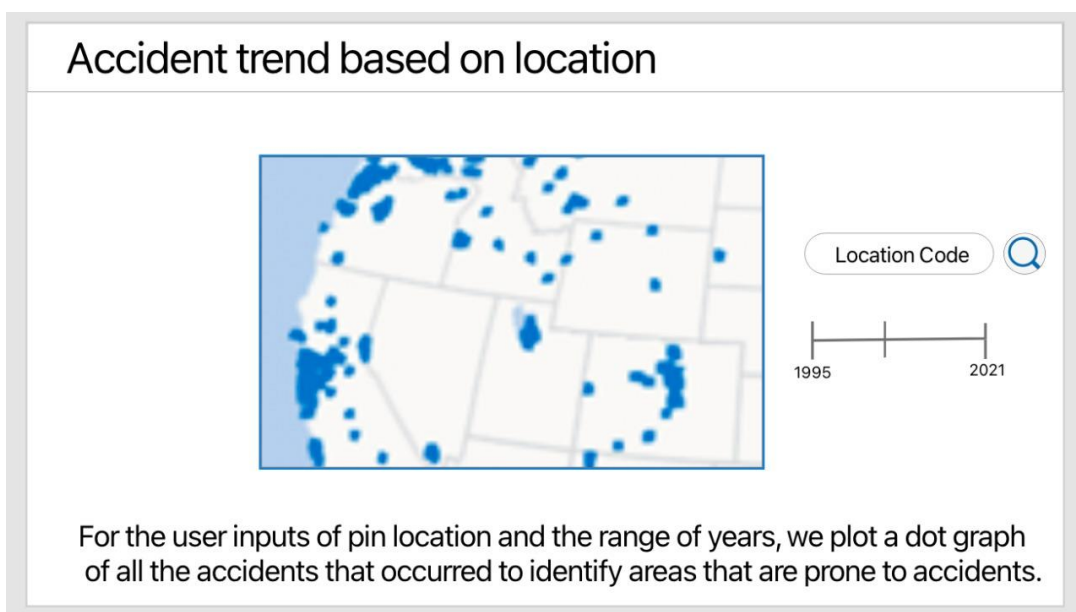 Accident trend based on location
Location Code
1995
2021
For the user inputs of pin location and the range of years, we plot a dot graph
of all the accidents that occurred to identify areas that are prone to accidents.